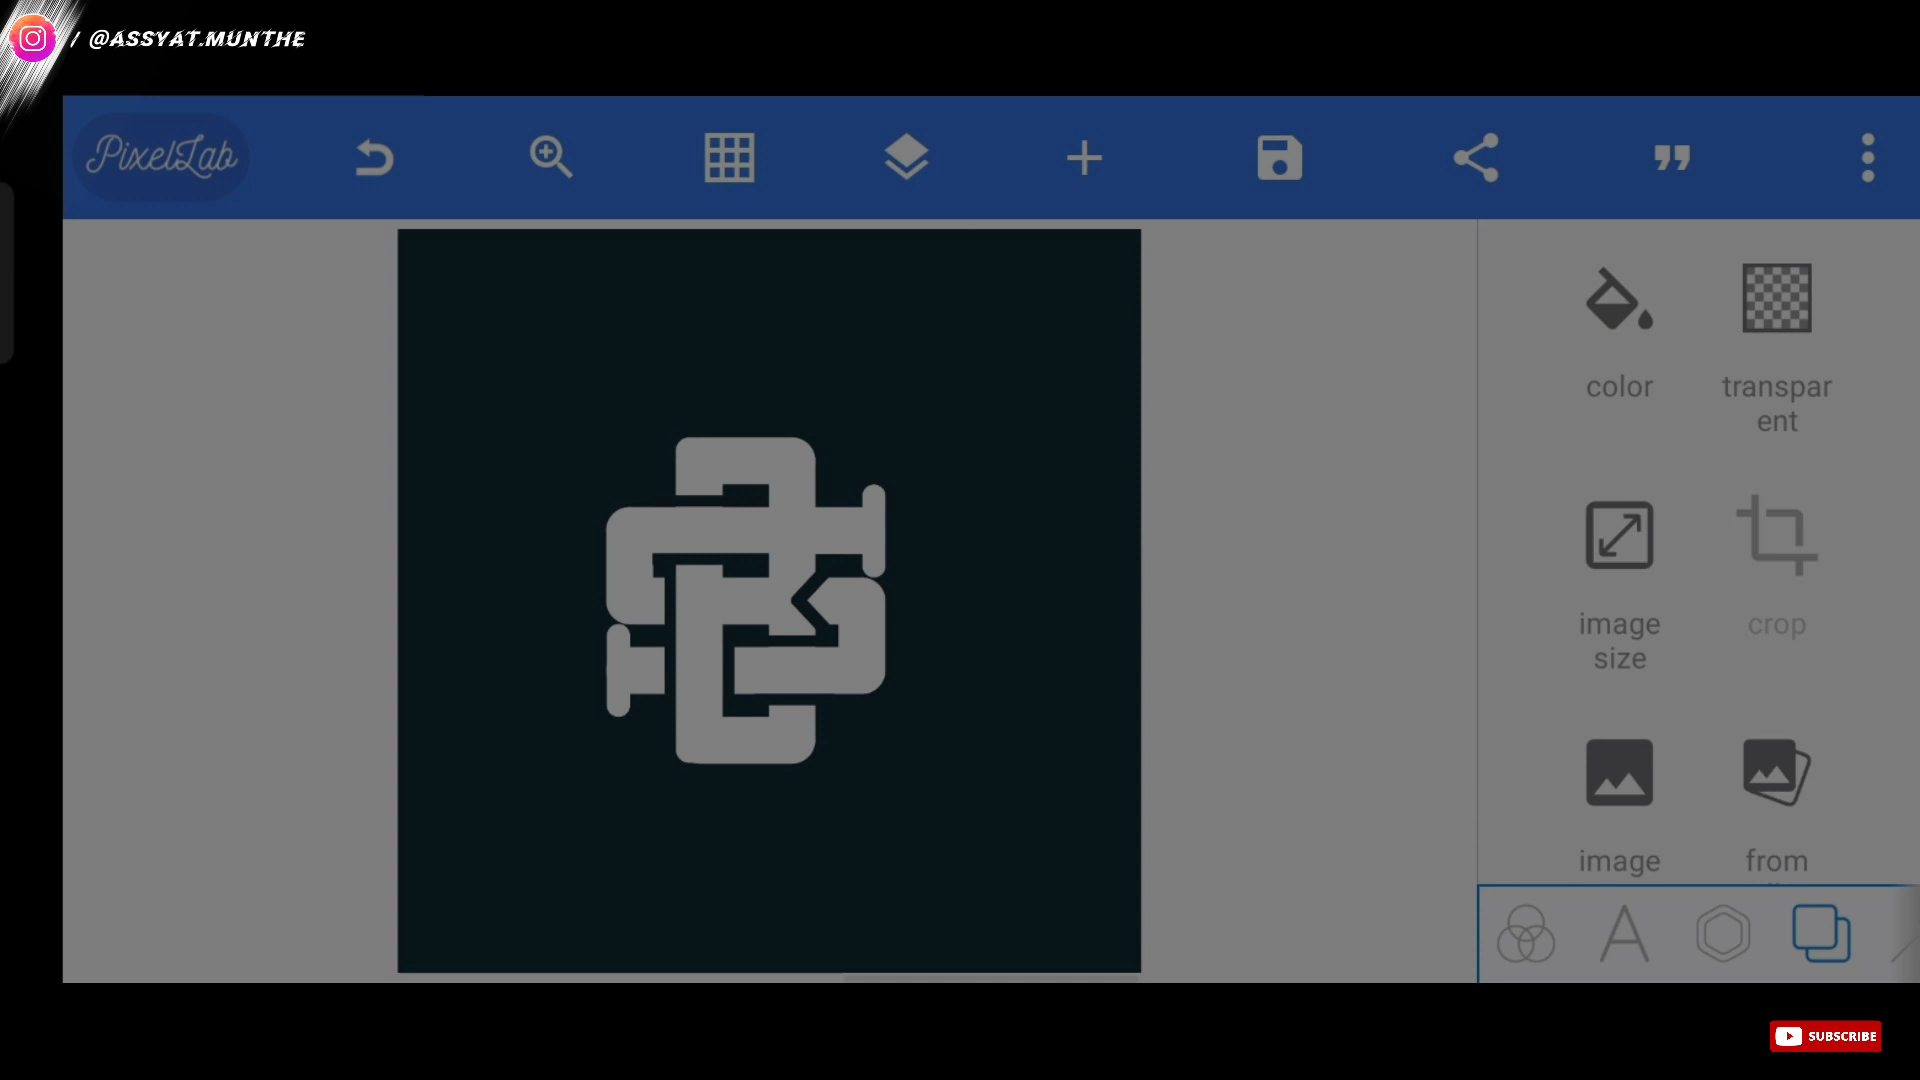 / @ASSYAT.MUNTHE
PixelLab
color
transpar
ent
image
size
crop
image
from
SUBSCRIBE